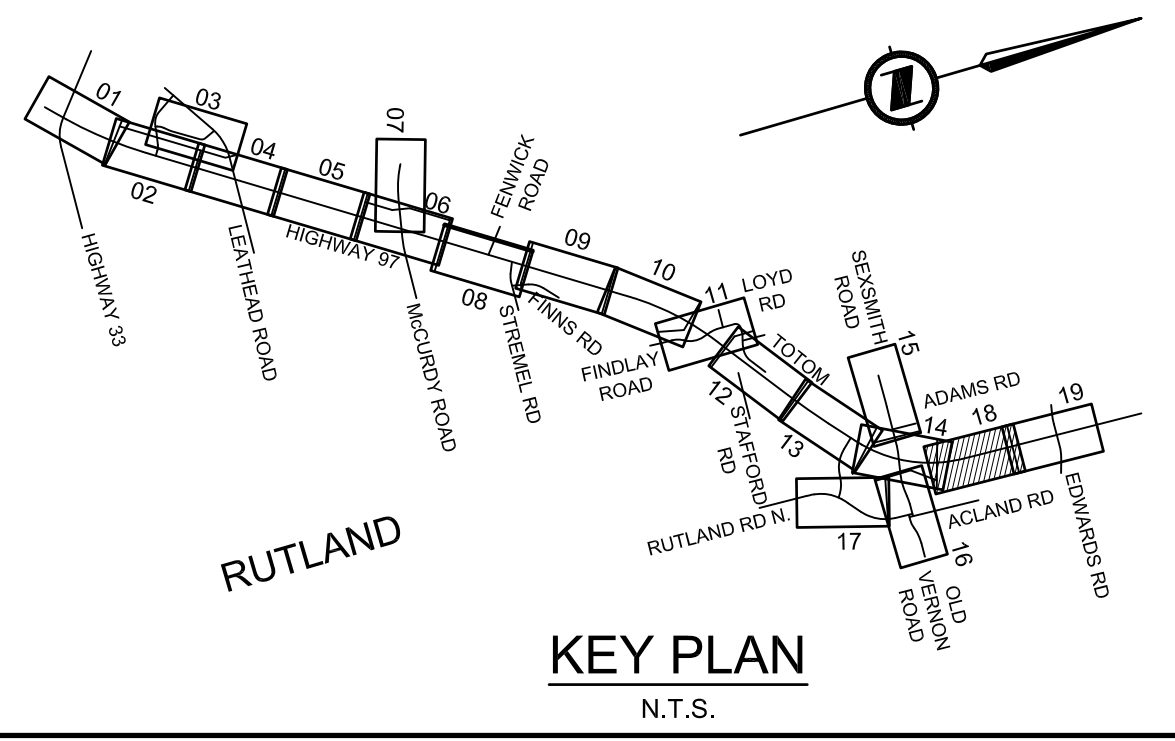 01
03
02
04
05
07
06
HIGHWAY 33
LEATHEAD ROAD
HIGHWAY 97
McCURDY ROAD
FENWICK
ROAD
08
STREMEL RD
FINNS RD
09
10
11
LOYD
RD
FINDLAY
ROAD
12
TOTOM
STAFFORD
RD
13
SEXSMITH
ROAD
15
ADAMS RD
14
18
19
RUTLAND RD N.
17
ACLAND RD
16
OLD
VERNON
ROAD
EDWARDS RD
RUTLAND
KEY PLAN
N.T.S.